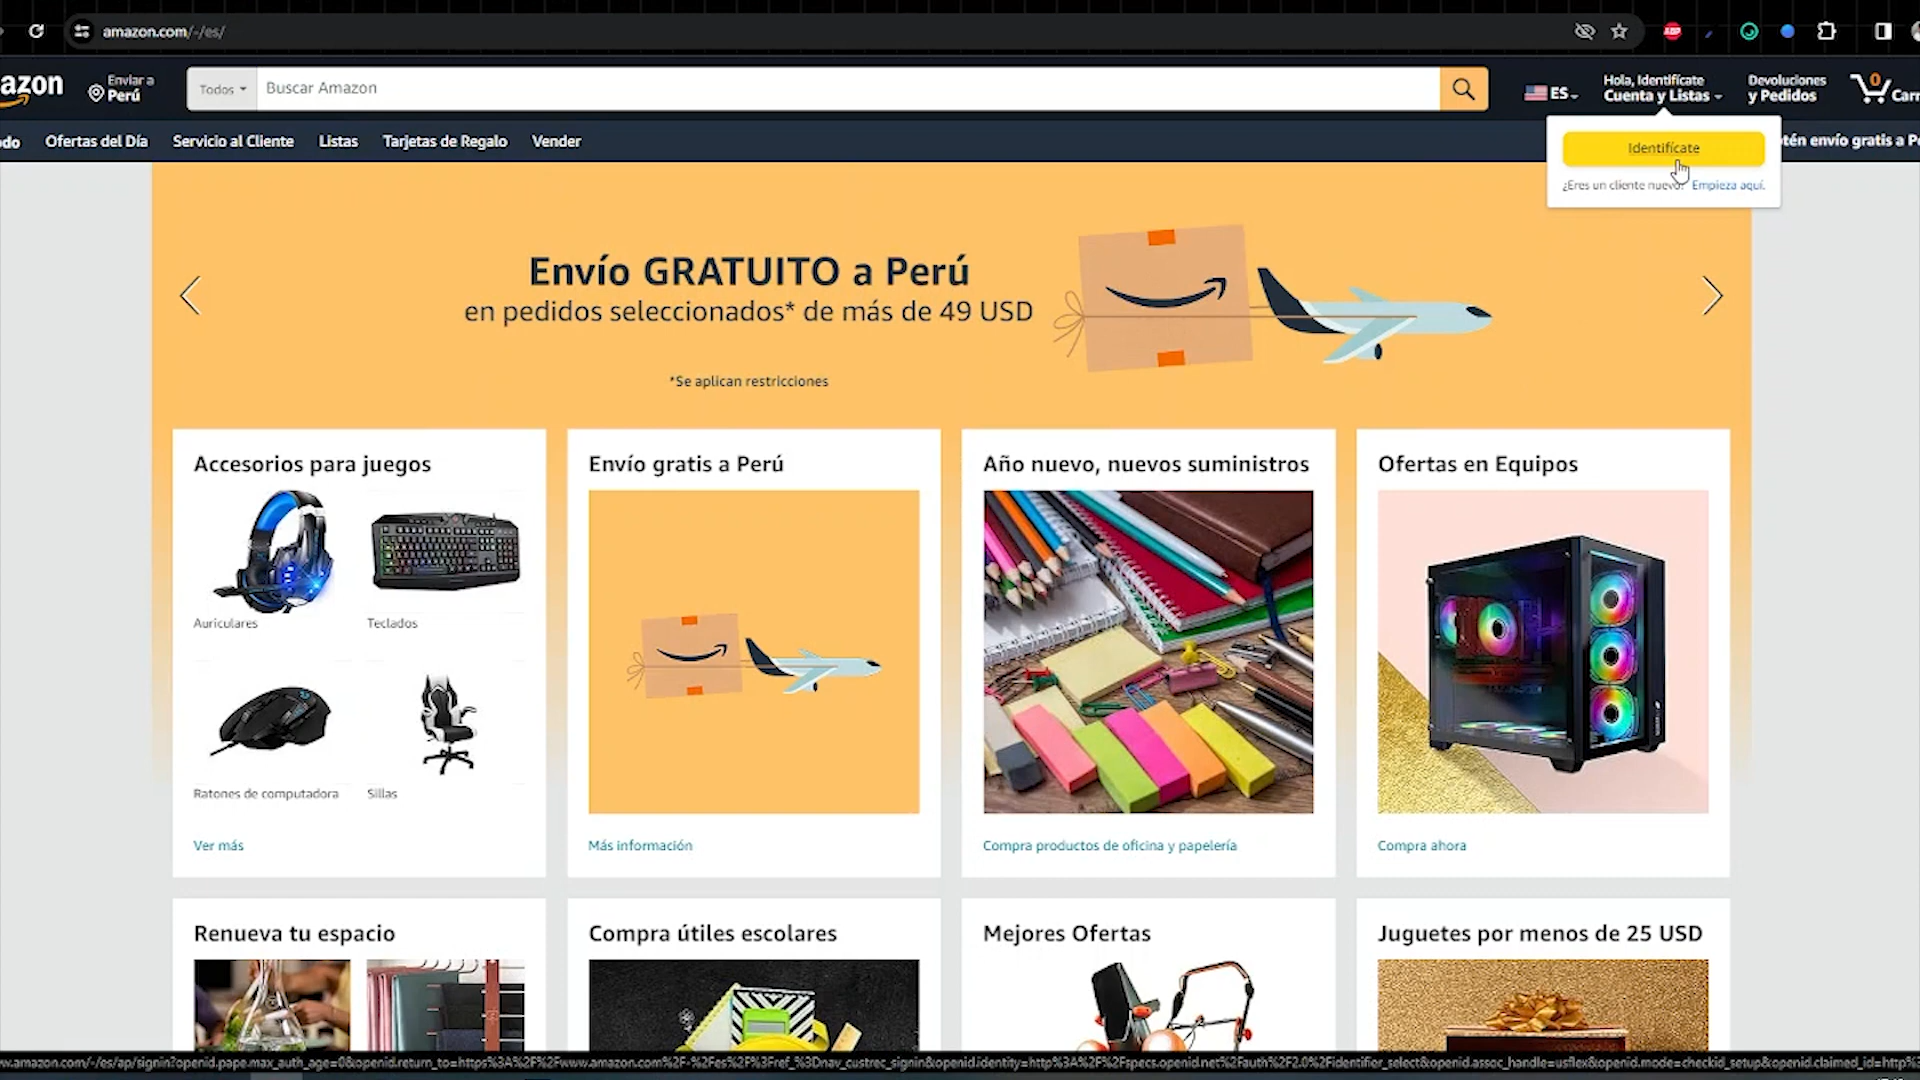 amazon.com/-/es/
ABP
azon
Enviar a
Perú
Todos
Buscar Amazon
ES
Hola, Identifícate
Cuenta y Listas
Devoluciones
y Pedidos
0
Carr
do
Ofertas del Día
Servicio al Cliente
Listas
Tarjetas de Regalo
Vender
Identifícate
¿Eres un cliente nuevo? Empieza aquí.
tén envío gratis a Pe
Envío GRATUITO a Perú
en pedidos seleccionados* de más de 49 USD
*Se aplican restricciones
Accesorios para juegos
Auriculares
Teclados
Ratones de computadora
Sillas
Ver más
Envío gratis a Perú
Más información
Año nuevo, nuevos suministros
Compra productos de oficina y papelería
Ofertas en Equipos
Compra ahora
Renueva tu espacio
Compra útiles escolares
Mejores Ofertas
Juguetes por menos de 25 USD
w.amazon.com/-/es/ap/signin?openid.pape.max_auth_age=0&openid.return_to=https%3A%2F%2Fwww.amazon.com%2F-%2Fes%2F%3Fref_%3Dnav_custrec_signin&openid.identity=http%3A%2F%2Fspecs.openid.net%2Fauth%2F2.0%2Fidentifier_select&openid.assoc_handle=usflex&openid.mode=checkid_setup&openid.claimed_id=http%3